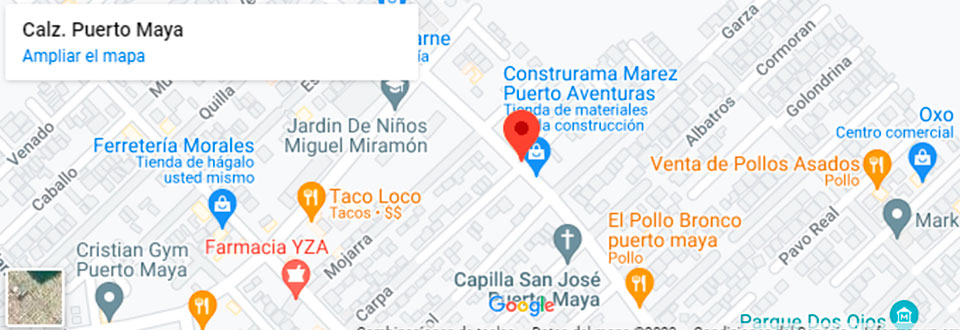 Calz. Puerto Maya
Ampliar el mapa
Garza
Cormoran
Golondrina
Construrama Marez
Puerto Aventuras
Tienda de materiales
la construcción
Quilla
Venado
Jardin De Niños
Miguel Miramón
Albatros
Oxo
Centro comercial
Ferretería Morales
Tienda de hágalo
usted mismo
Caballo
Venta de Pollos Asados
Pollo
Taco Loco
Tacos • $$
El Pollo Bronco
puerto maya
Pollo
Pavo Real
Mark
Cristian Gym
Puerto Maya
Farmacia YZA
Mojarra
Carpa
Capilla San José
Puerto Maya
Google
Parque Dos Ojos